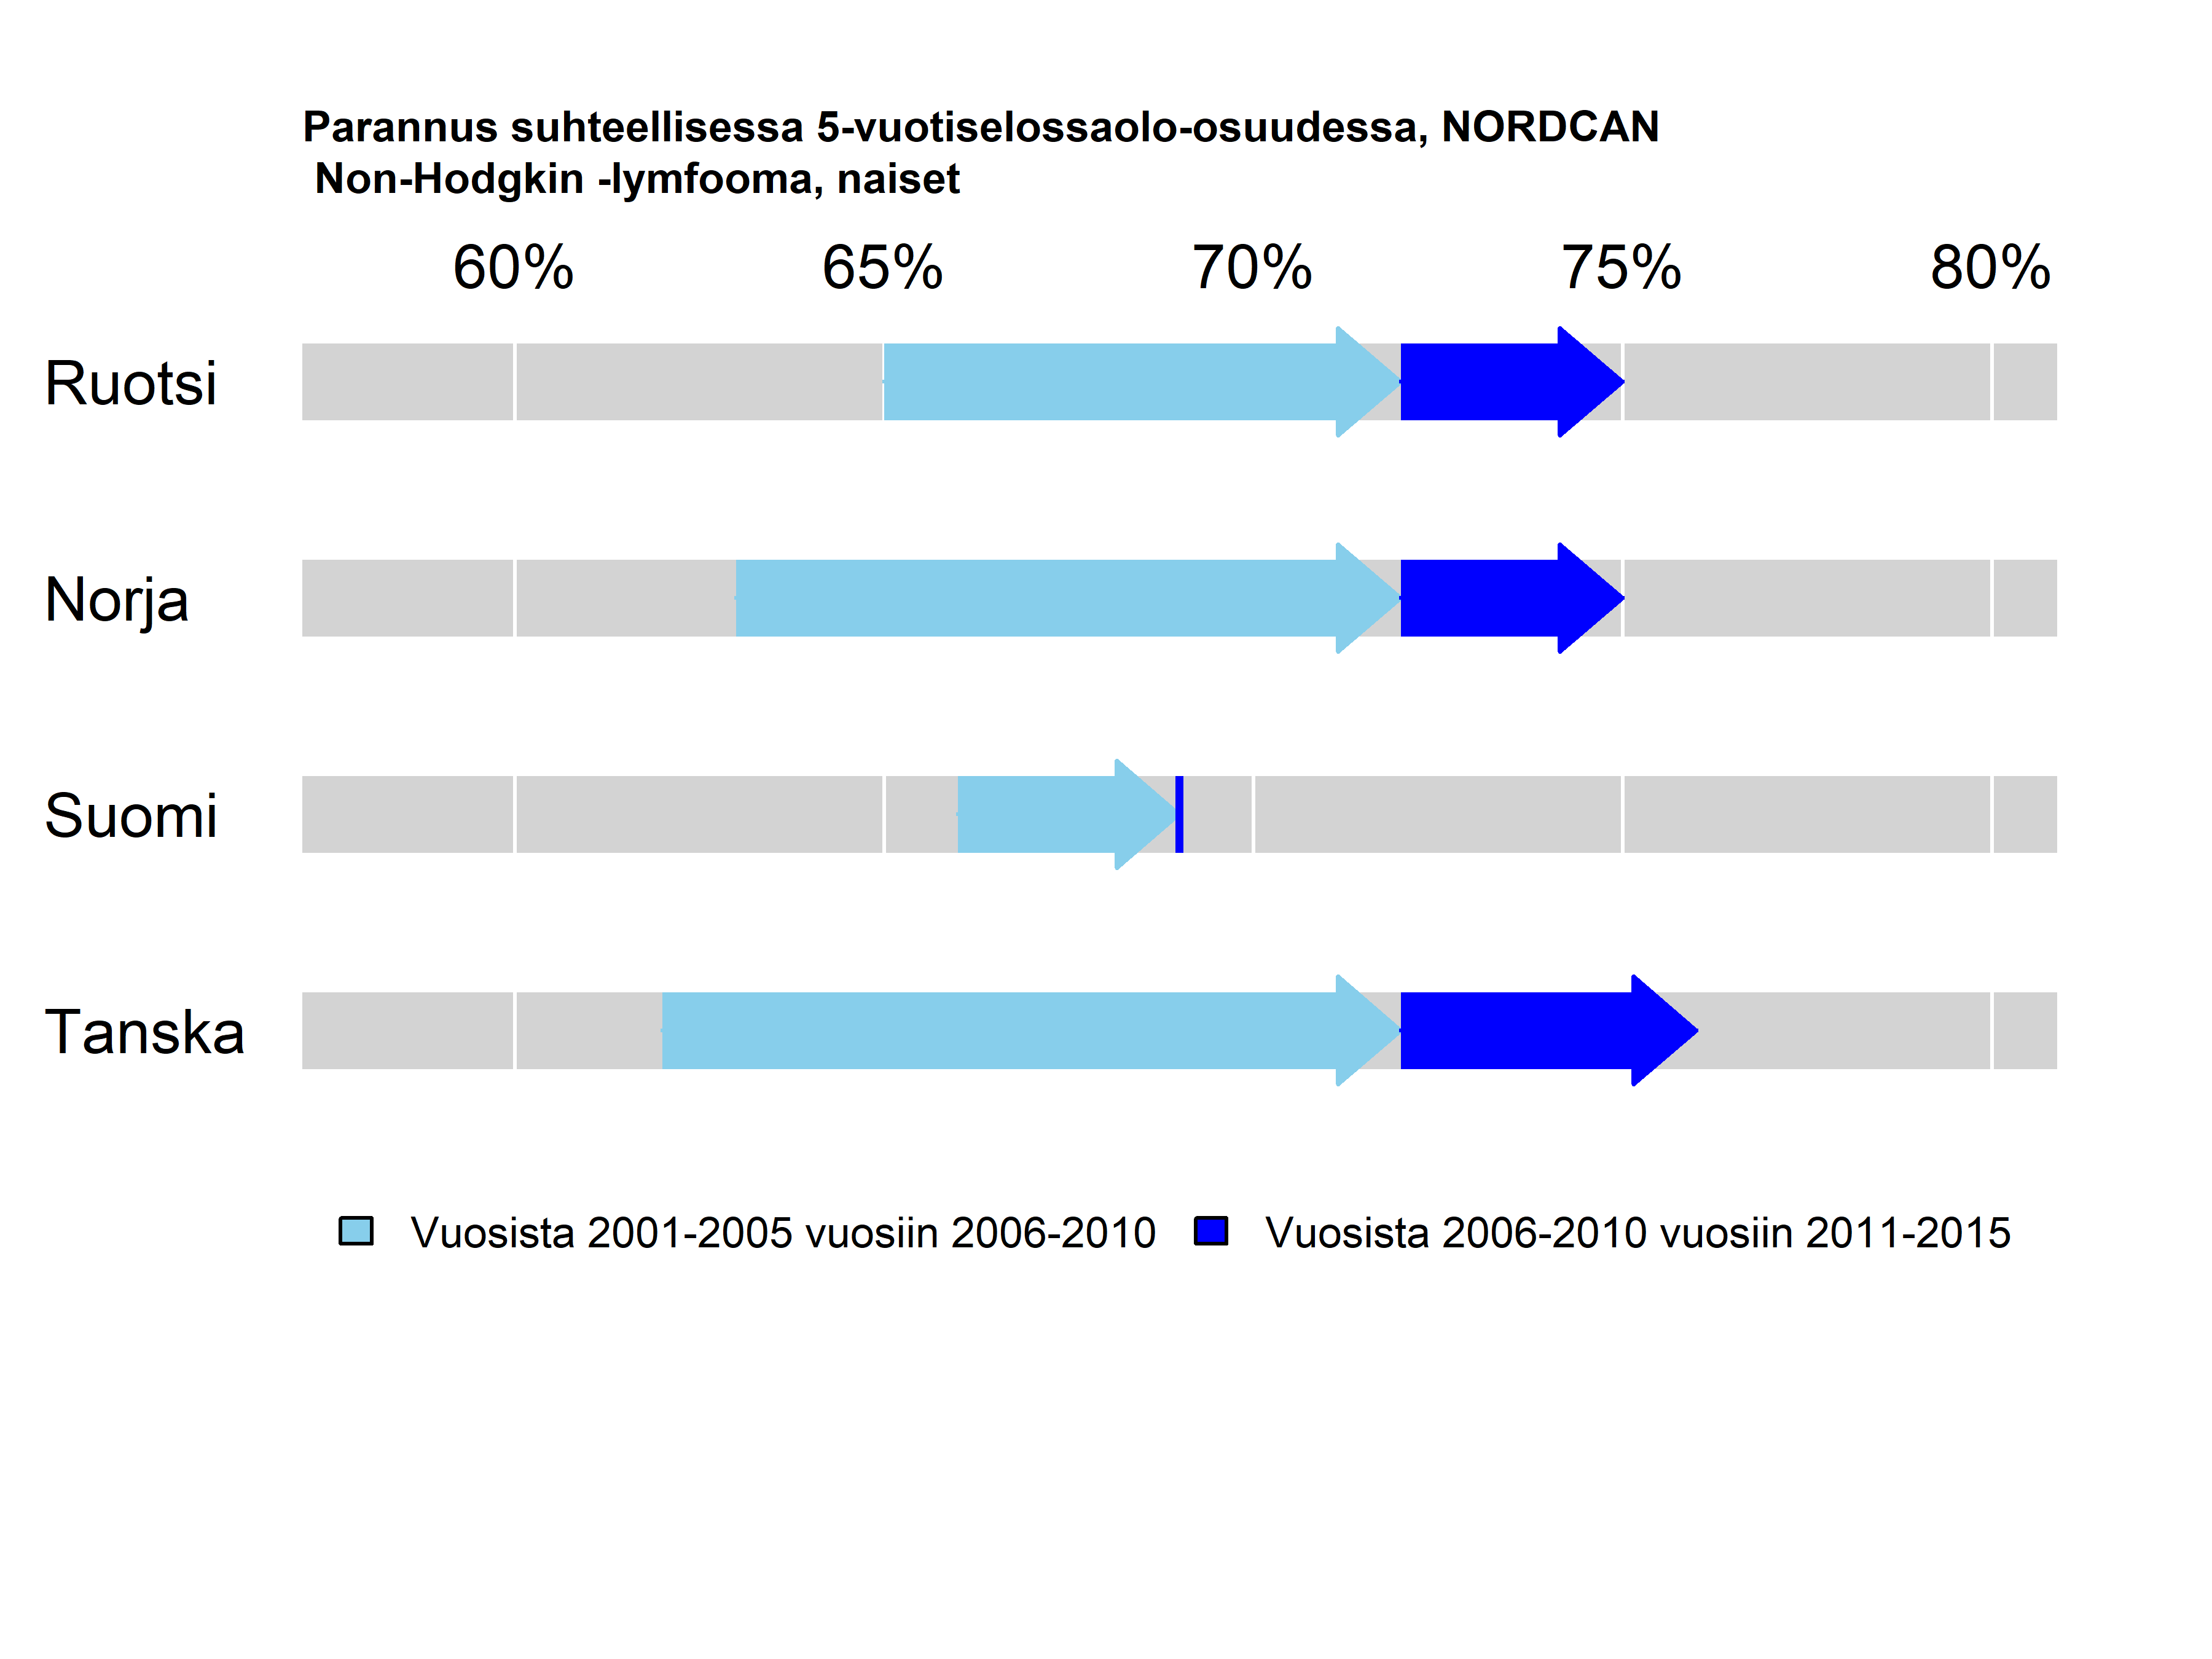 Parannus suhteellisessa 5-vuotiselossaolo-osuudessa, NORDCAN
Non-Hodgkin -lymfooma, naiset
60% 65% 70% 75% 80%
Ruotsi
Norja
Suomi
Tanska
Vuosista 2001-2005 vuosiin 2006-2010 Vuosista 2006-2010 vuosiin 2011-2015